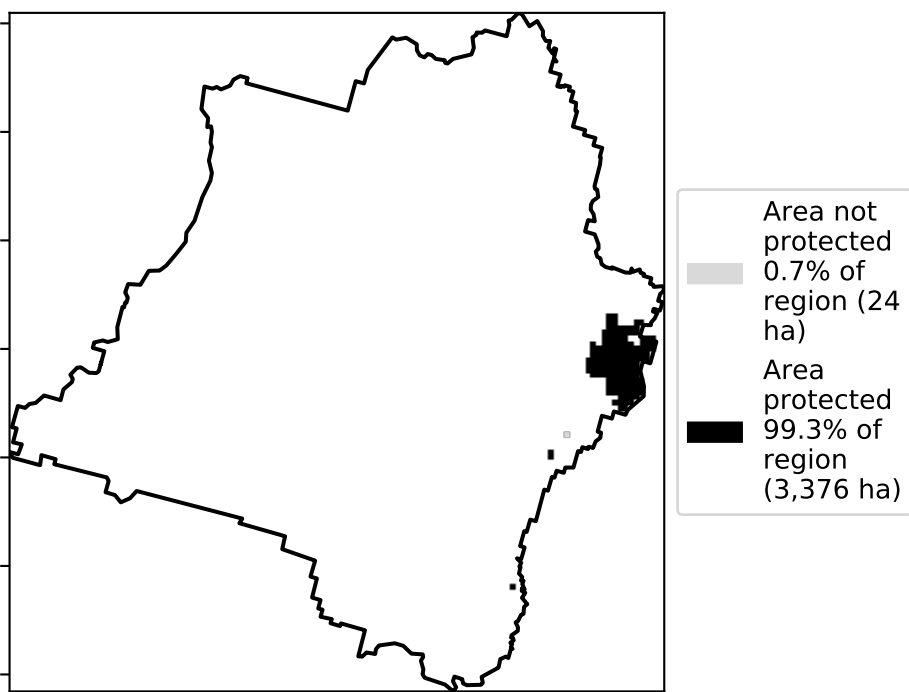 Area not
protected
0.7% of
region (24
ha)
Area
protected
99.3% of
region
(3,376 ha)